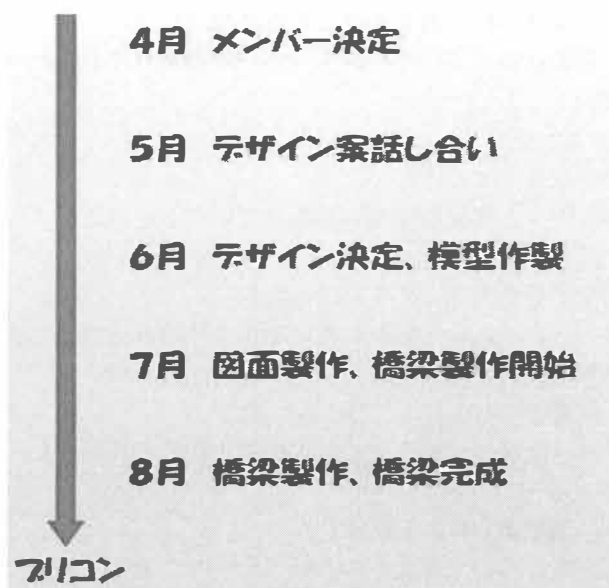 4月 メンバー決定
5月 デザイン案話し合い
6月 デザイン決定、模型作製
7月 図面製作、橋梁製作開始
8月 橋梁製作、橋梁完成
ブリコン